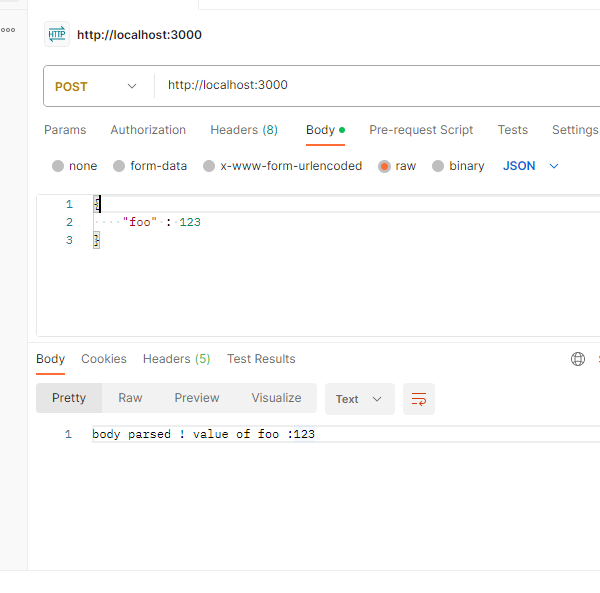 HTTP http://localhost:3000
POST http://localhost:3000
Params Authorization Headers (8) Body Pre-request Script Tests Settings
none form-data x-www-form-urlencoded raw binary JSON
1 {
2 "foo" : 123
3 }
Body Cookies Headers (5) Test Results
Pretty Raw Preview Visualize Text
1 body parsed ! value of foo :123